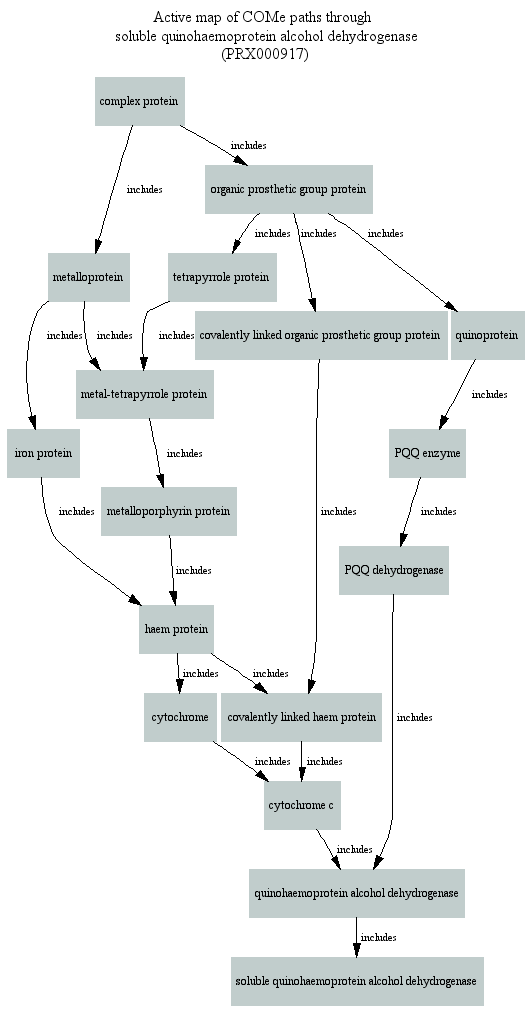 Active map of COMe paths through
soluble quinohaemoprotein alcohol dehydrogenase
(PRX000917)
complex protein
includes
includes
organic prosthetic group protein
includes
includes
includes
metalloprotein
tetrapyrrole protein
includes
includes
includes
covalently linked organic prosthetic group protein
quinoprotein
metal-tetrapyrrole protein
includes
iron protein
includes
PQQ enzyme
metalloporphyrin protein
includes
includes
includes
includes
PQQ dehydrogenase
haem protein
includes
includes
cytochrome
covalently linked haem protein
includes
includes
includes
cytochrome c
includes
quinohaemoprotein alcohol dehydrogenase
includes
soluble quinohaemoprotein alcohol dehydrogenase